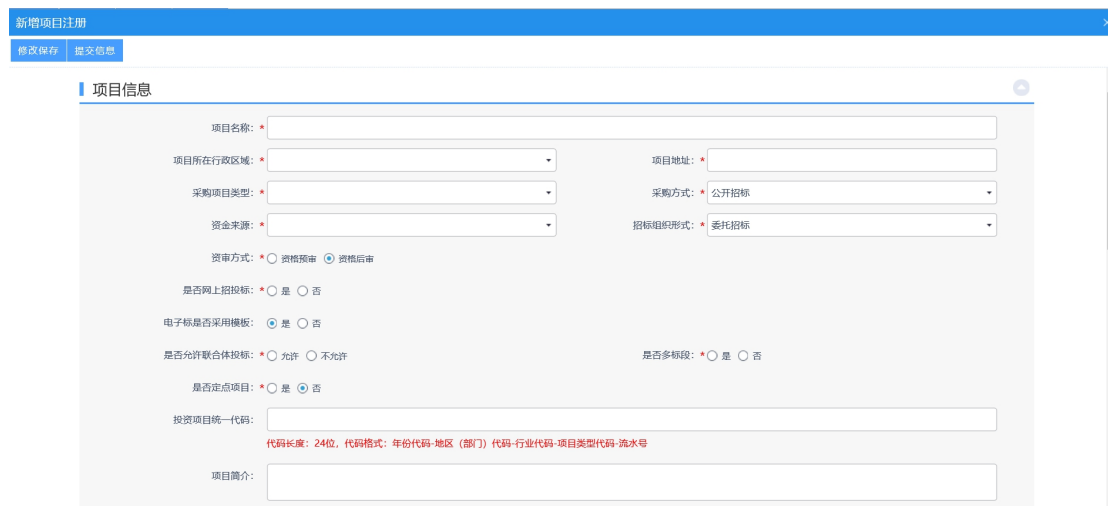 新增项目注册 ×
修改保存 提交信息
项目信息
项目名称：*
项目所在行政区域：* 项目地址：*
采购项目类型：* 采购方式：* 公开招标
资金来源：* 招标组织形式：* 委托招标
资审方式：* 资格预审 资格后审
是否网上招投标：* 是 否
电子标是否采用模板： 是 否
是否允许联合体投标：* 允许 不允许 是否多标段：* 是 否
是否定点项目：* 是 否
投资项目统一代码：
代码长度：24位，代码格式：年份代码-地区（部门）代码-行业代码-项目类型代码-流水号
项目简介：